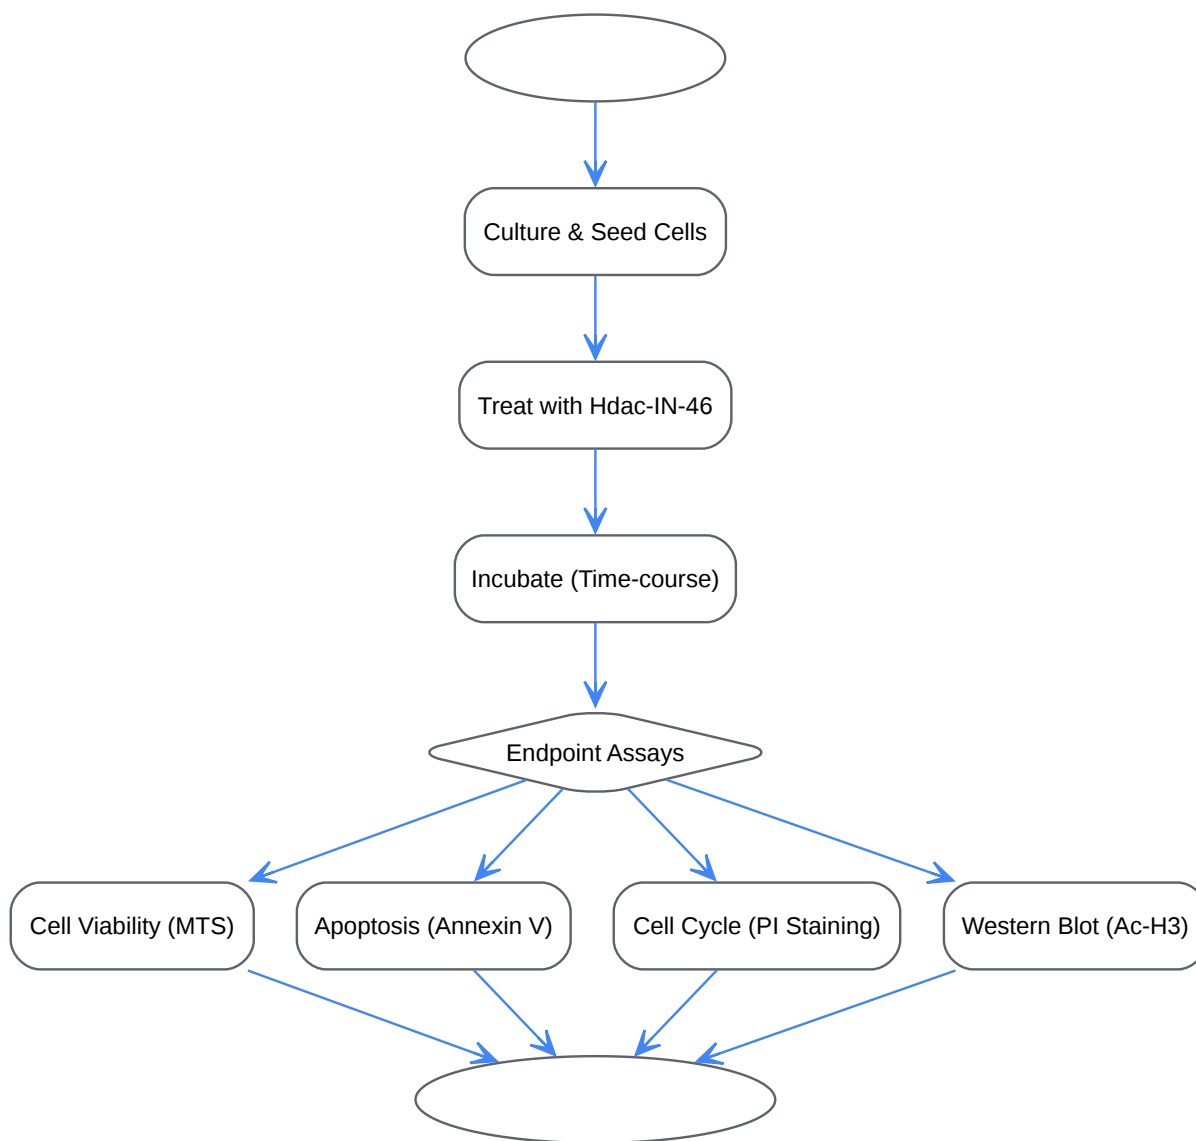 Culture & Seed Cells
Treat with Hdac-IN-46
Incubate (Time-course)
Endpoint Assays
Cell Viability (MTS)
Apoptosis (Annexin V)
Cell Cycle (PI Staining)
Western Blot (Ac-H3)